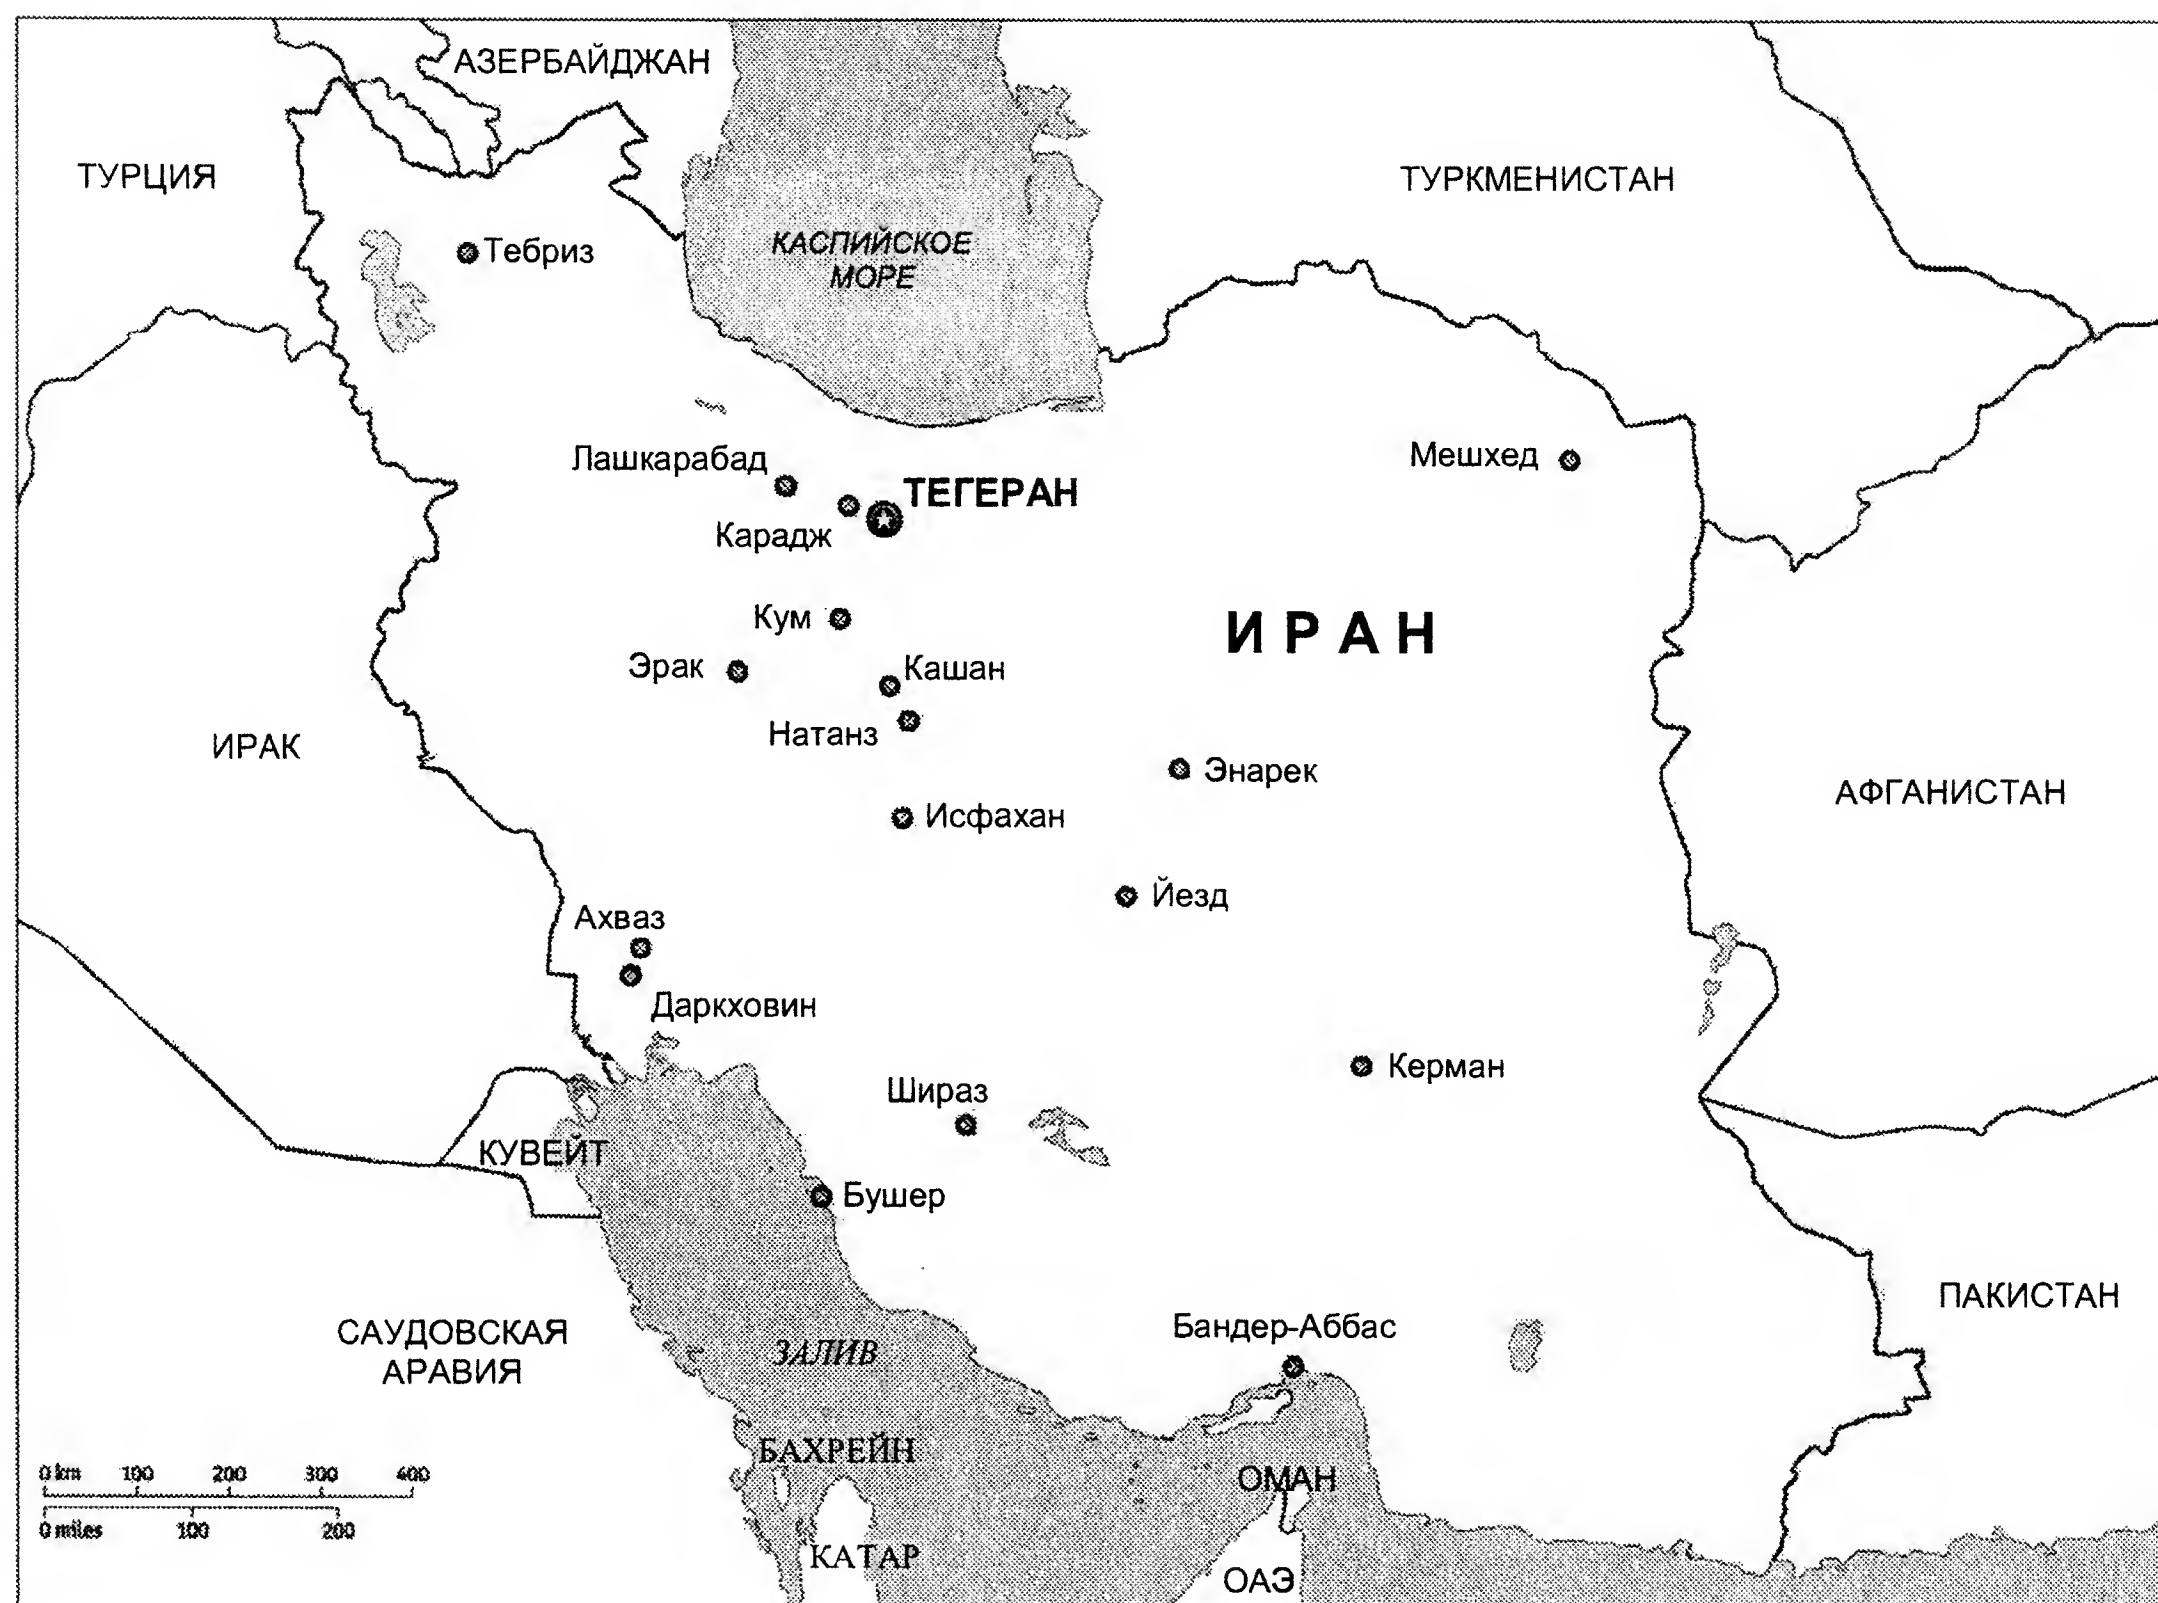 АЗЕРБАЙДЖАН
ТУРЦИЯ
ТУРКМЕНИСТАН
Тебриз
КАСПИЙСКОЕ
МОРЕ
Лашкарабад
Мешхед
ТЕГЕРАН
Карадж
Кум
ИРАН
Эрак
Кашан
Натанз
ИРАК
Энарек
АФГАНИСТАН
Исфахан
Йезд
Ахваз
Даркховин
Керман
Шираз
КУВЕЙТ
Бушер
ПАКИСТАН
САУДОВСКАЯ
АРАВИЯ
Бандер-Аббас
ЗАЛИВ
БАХРЕЙН
ОМАН
0 km 100 200 300 400
0 miles 100 200
КАТАР
ОАЭ